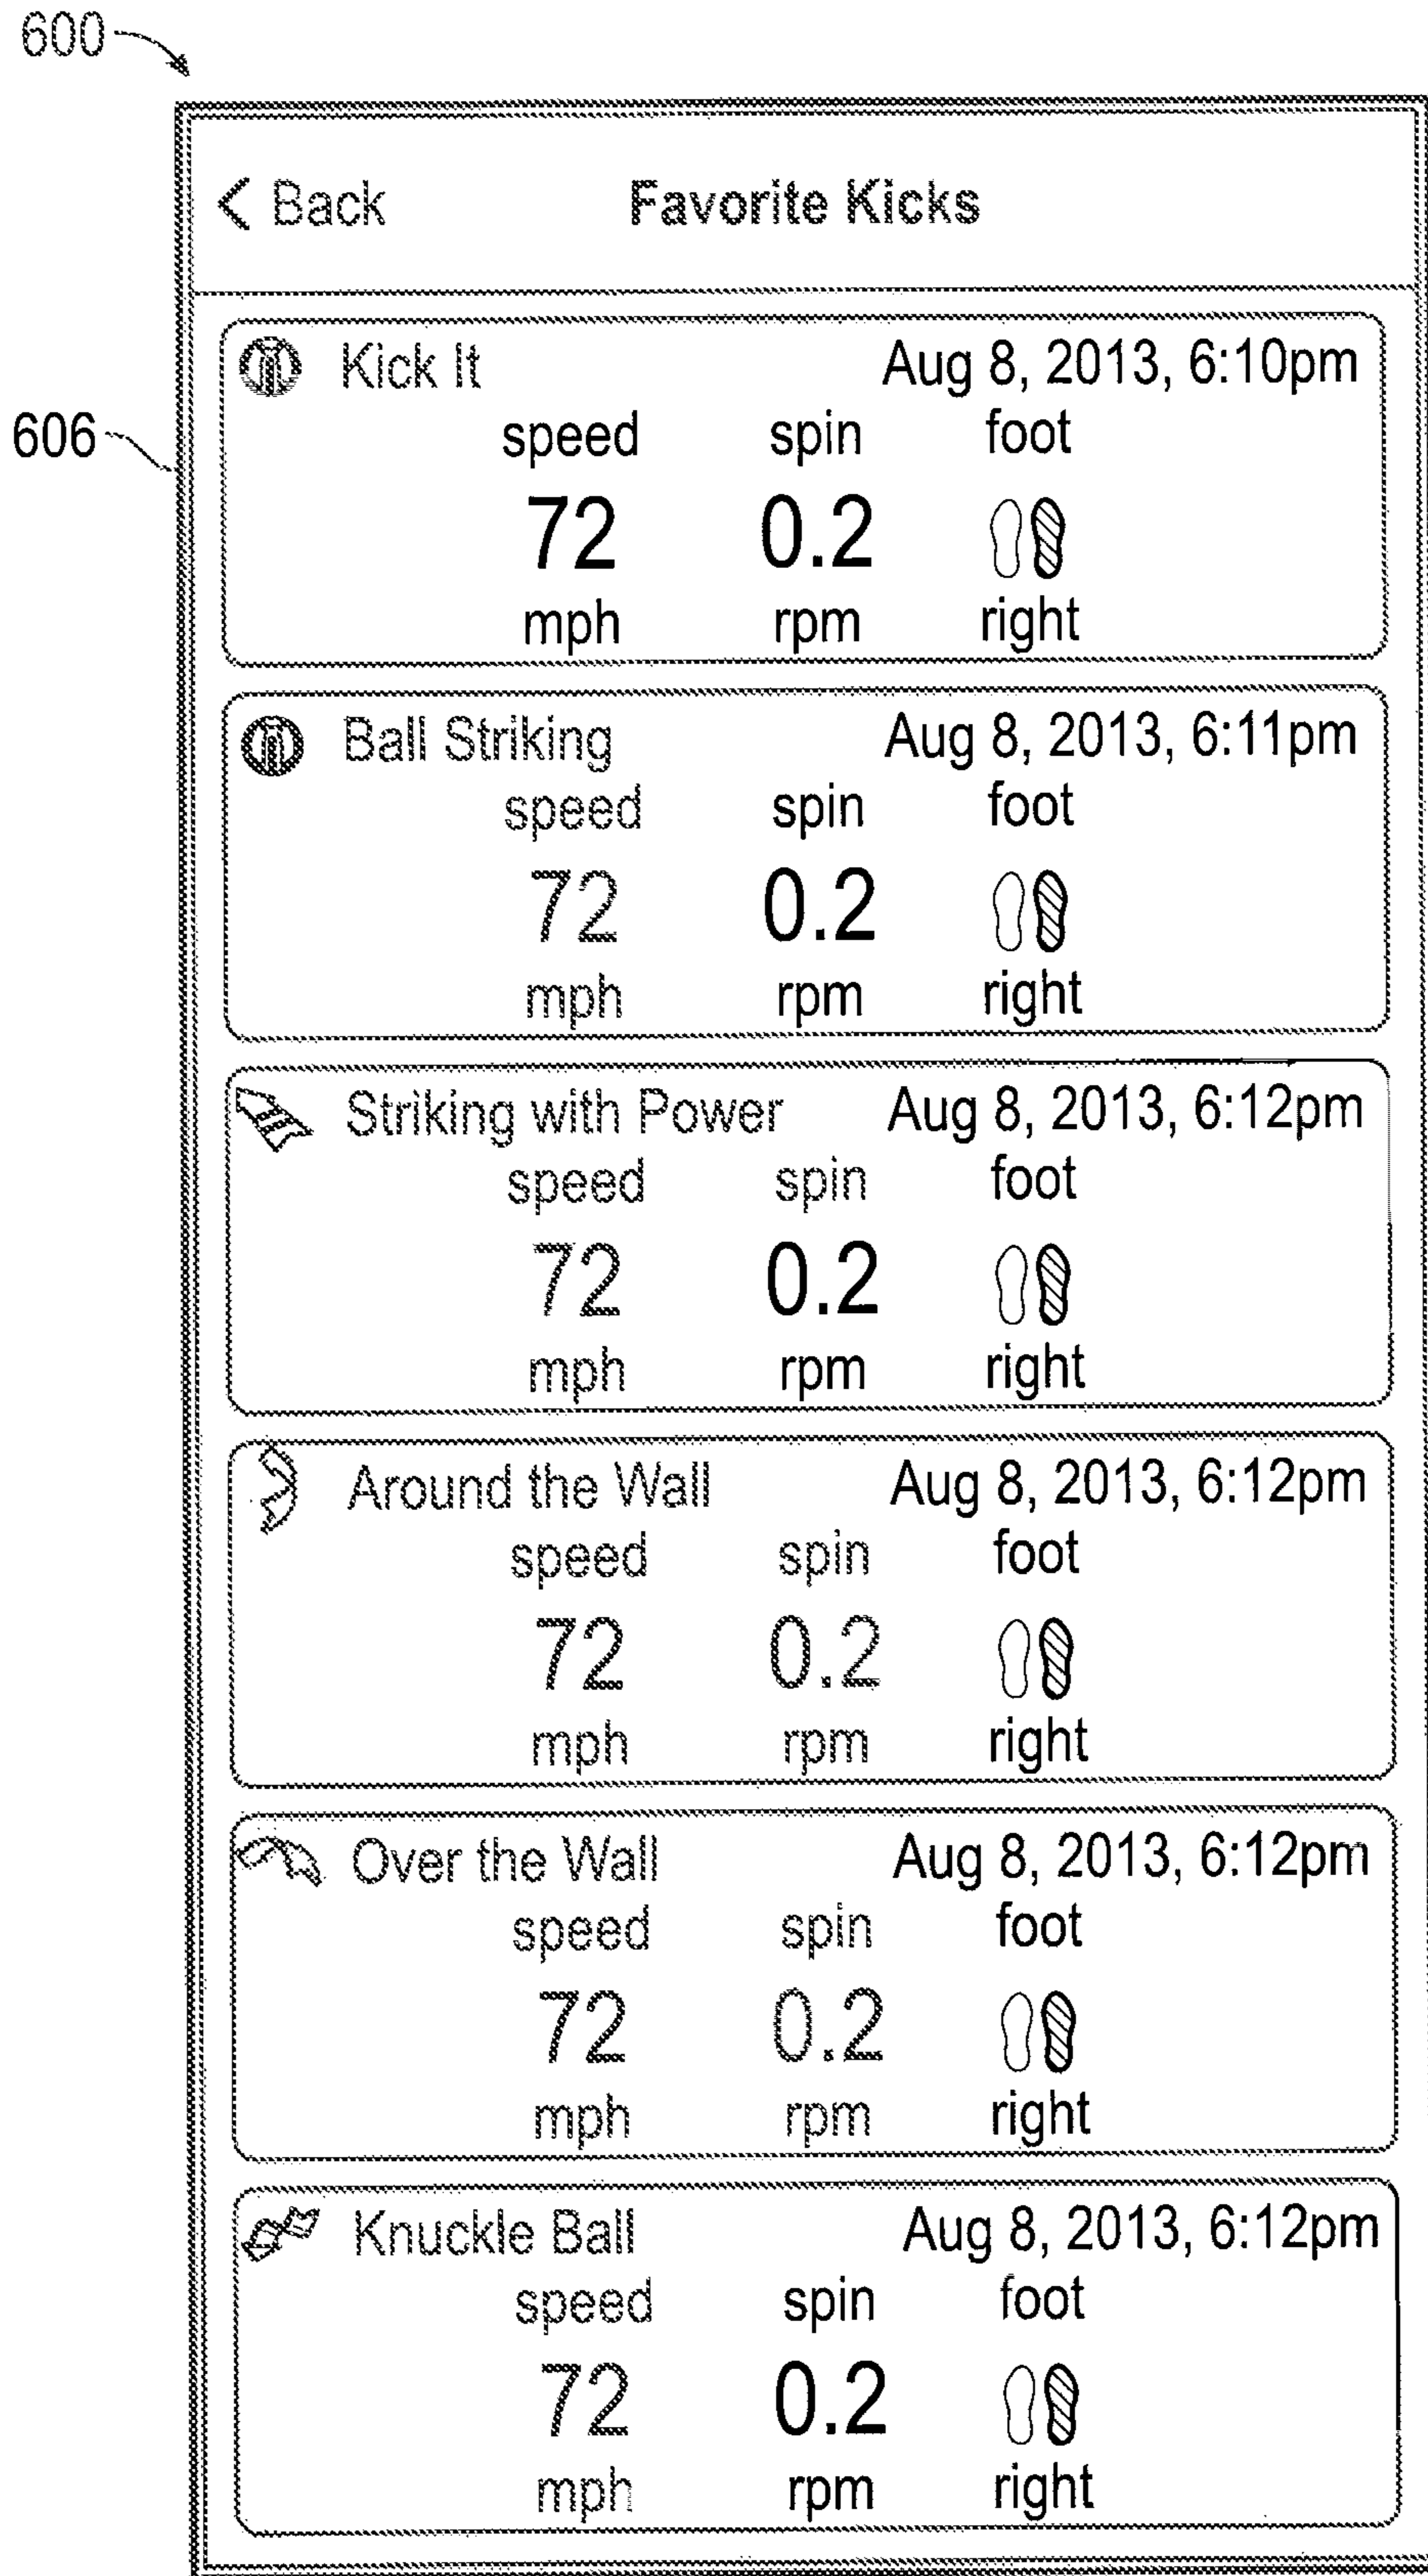 600
< Back Favorite Kicks
Kick It Aug 8, 2013, 6:10pm
606
speed spin foot
72 0.2
mph rpm right
Ball Striking Aug 8, 2013, 6:11pm
speed spin foot
72 0.2
mph rpm right
Striking with Power Aug 8, 2013, 6:12pm
speed spin foot
72 0.2
mph rpm right
Around the Wall Aug 8, 2013, 6:12pm
speed spin foot
72 0.2
mph rpm right
Over the Wall Aug 8, 2013, 6:12pm
speed spin foot
72 0.2
mph rpm right
Knuckle Ball Aug 8, 2013, 6:12pm
speed spin foot
72 0.2
mph rpm right